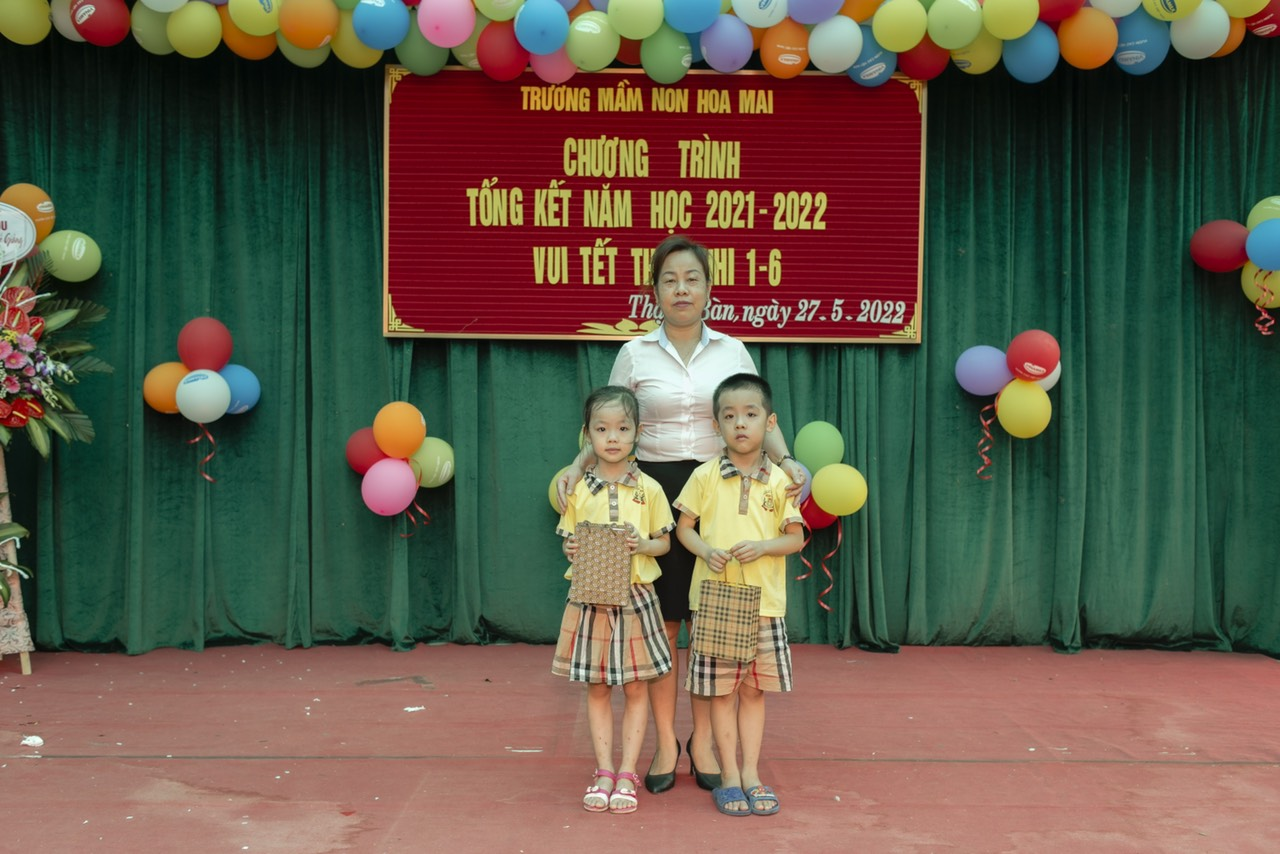 TRƯƠNG MẦM NON HOA MAI
CHƯƠNG TRÌNH
TỔNG KẾT NĂM HỌC 2021-2022
VUI TẾT 1-6
Bàn, ngày 27.5.2022